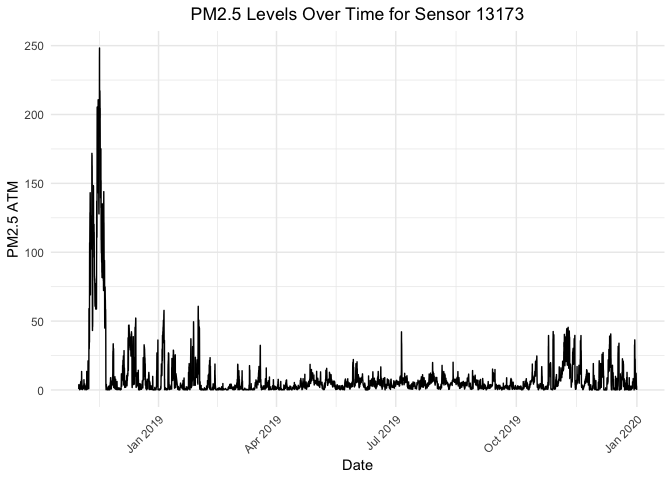 PM2.5 Levels Over Time for Sensor 13173
250
200
150
100
50
0
PM2.5 ATM
Jan 2019
Apr 2019
Jul 2019
Oct 2019
Jan 2020
Date